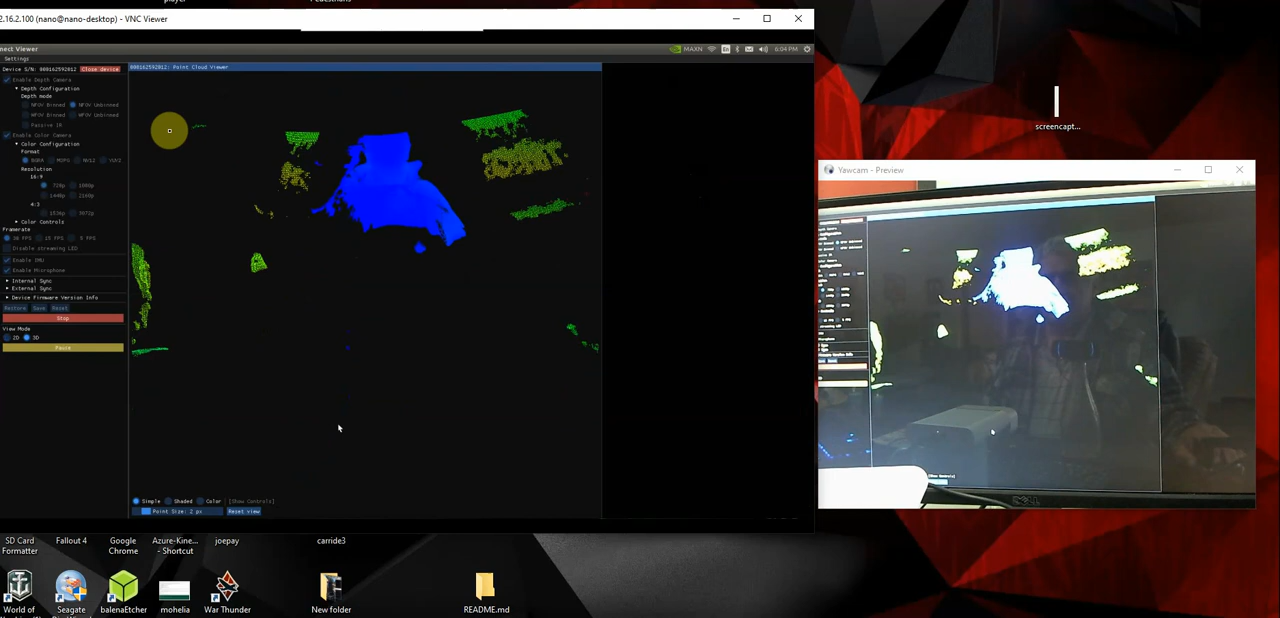 2.16.2.100 (nano@nano-desktop) - VNC Viewer
nect Viewer
MAXN
En
6:04 PM
Settings
Close device
Point Cloud Viewer
Enable Depth Camera
Depth Configuration
Depth mode
NFOV Binned
NFOV Unbinned
WFOV Binned
WFOV Unbinned
Passive IR
Enable Color Camera
Color Configuration
Format
BGRA
MJPG
NV12
YUY2
Resolution
16:9
720p
1080p
1440p
2160p
4:3
1536p
3072p
Color Controls
Framerate
30 FPS
15 FPS
5 FPS
Disable streaming LED
Enable IMU
Enable Microphone
Internal Sync
External Sync
Device Firmware Version Info
Restore
Save
Reset
Stop
View Mode
2D
3D
Pause
Simple
Shaded
Color
[Show Controls]
Point Size: 2 px
Reset view
screencapt...
Yawcam - Preview
DELL
SD Card Formatter
Fallout 4
Google Chrome
Azure-Kine... - Shortcut
joepay
carride3
World of
Seagate
balenaEtcher
mohelia
War Thunder
New folder
README.md